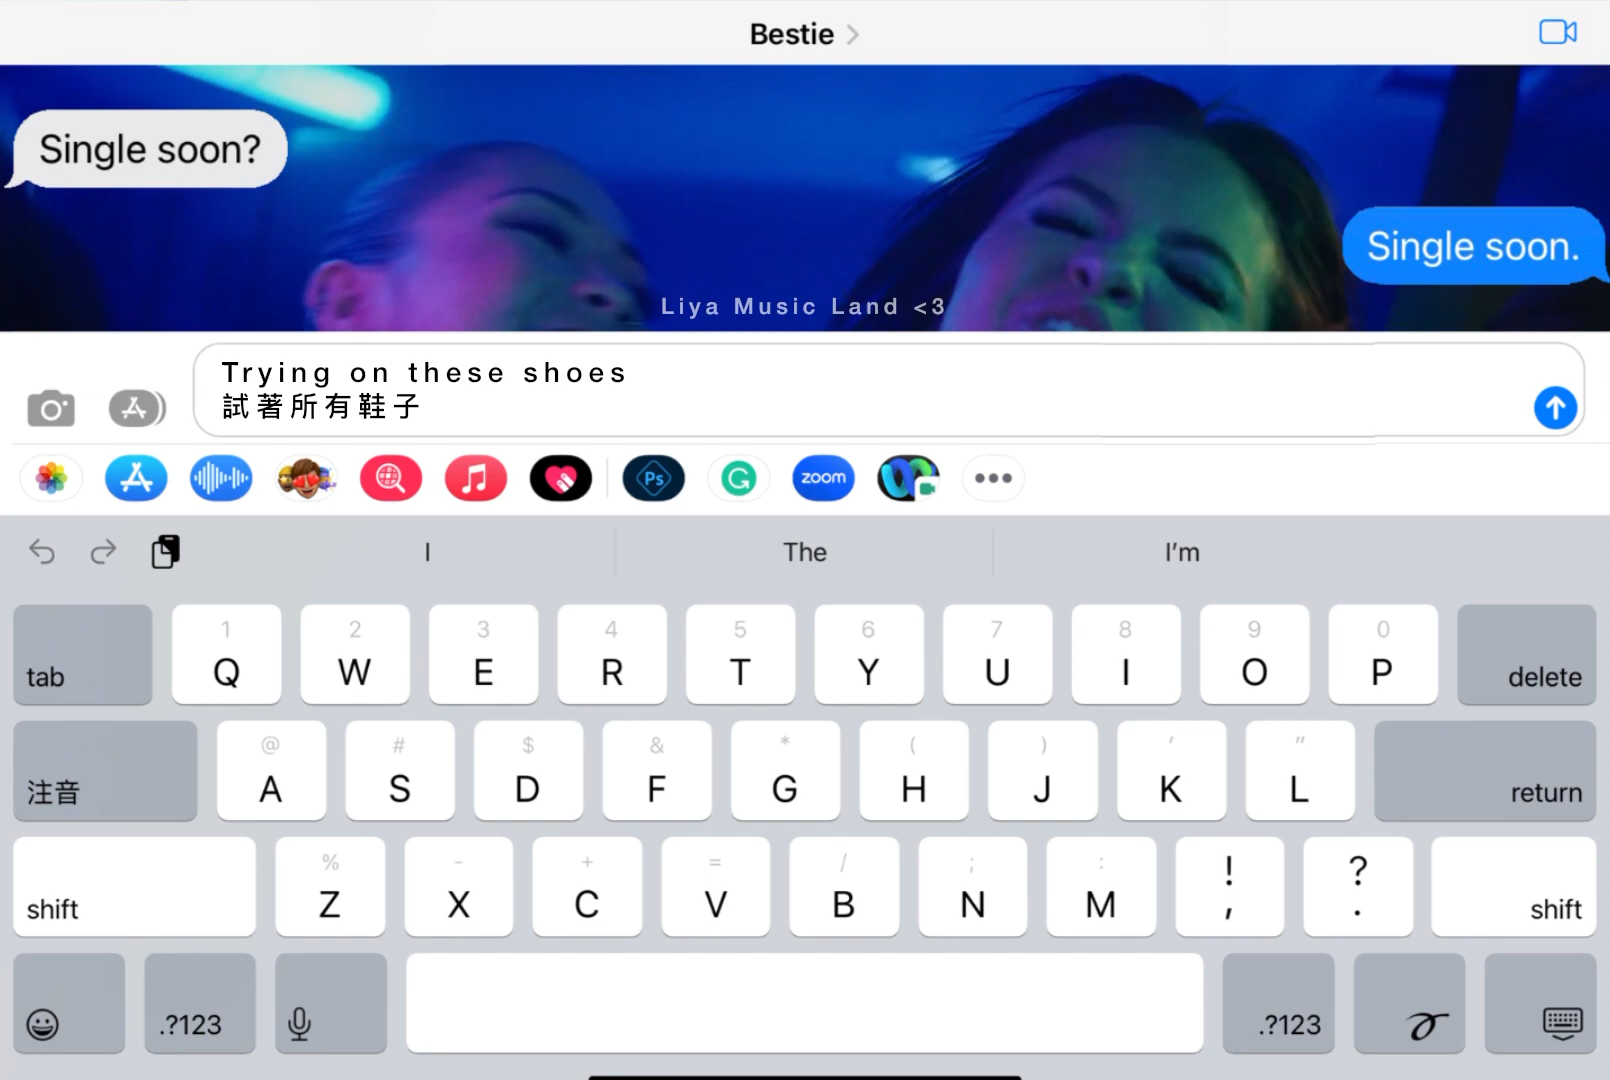 Bestie
Single soon?
Single soon.
Liya Music Land <3
Trying on these shoes
試著所有鞋子
Ps
zoom
I The I'm
1 2 3 4 5 6 7 8 9 0
tab Q W E R T Y U I O P delete
@ # $ & * ( ) ' "
注音 A S D F G H J K L return
% - + = / ; : ! ?
shift Z X C V B N M , . shift
.?123 .?123